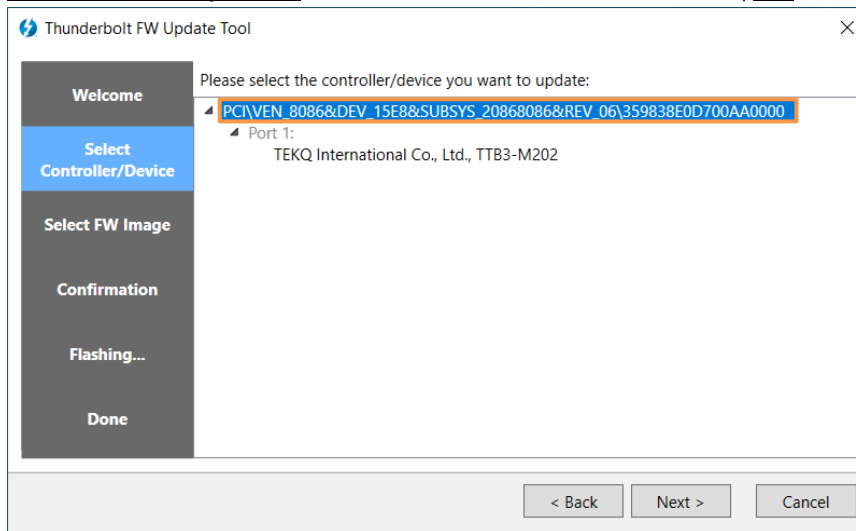 Thunderbolt FW Update Tool
Welcome
Select
Controller/Device
Select FW Image
Confirmation
Flashing...
Done
Please select the controller/device you want to update:
PCI\VEN_8086&DEV_15E8&SUBSYS_20868086&REV_06\359838E0D700AA0000
Port 1:
TEKQ International Co., Ltd., TTB3-M202
< Back
Next >
Cancel